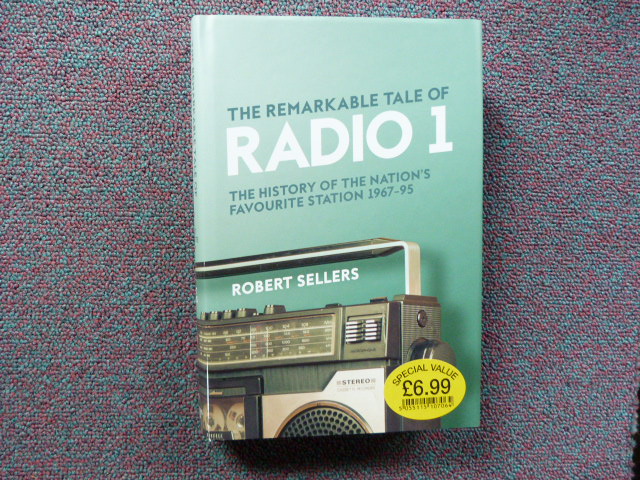 THE REMARKABLE TALE OF
RADIO 1
THE HISTORY OF THE NATION'S
FAVOURITE STATION 1967–95
ROBERT SELLERS
STEREO
SPECIAL VALUE
£6.99